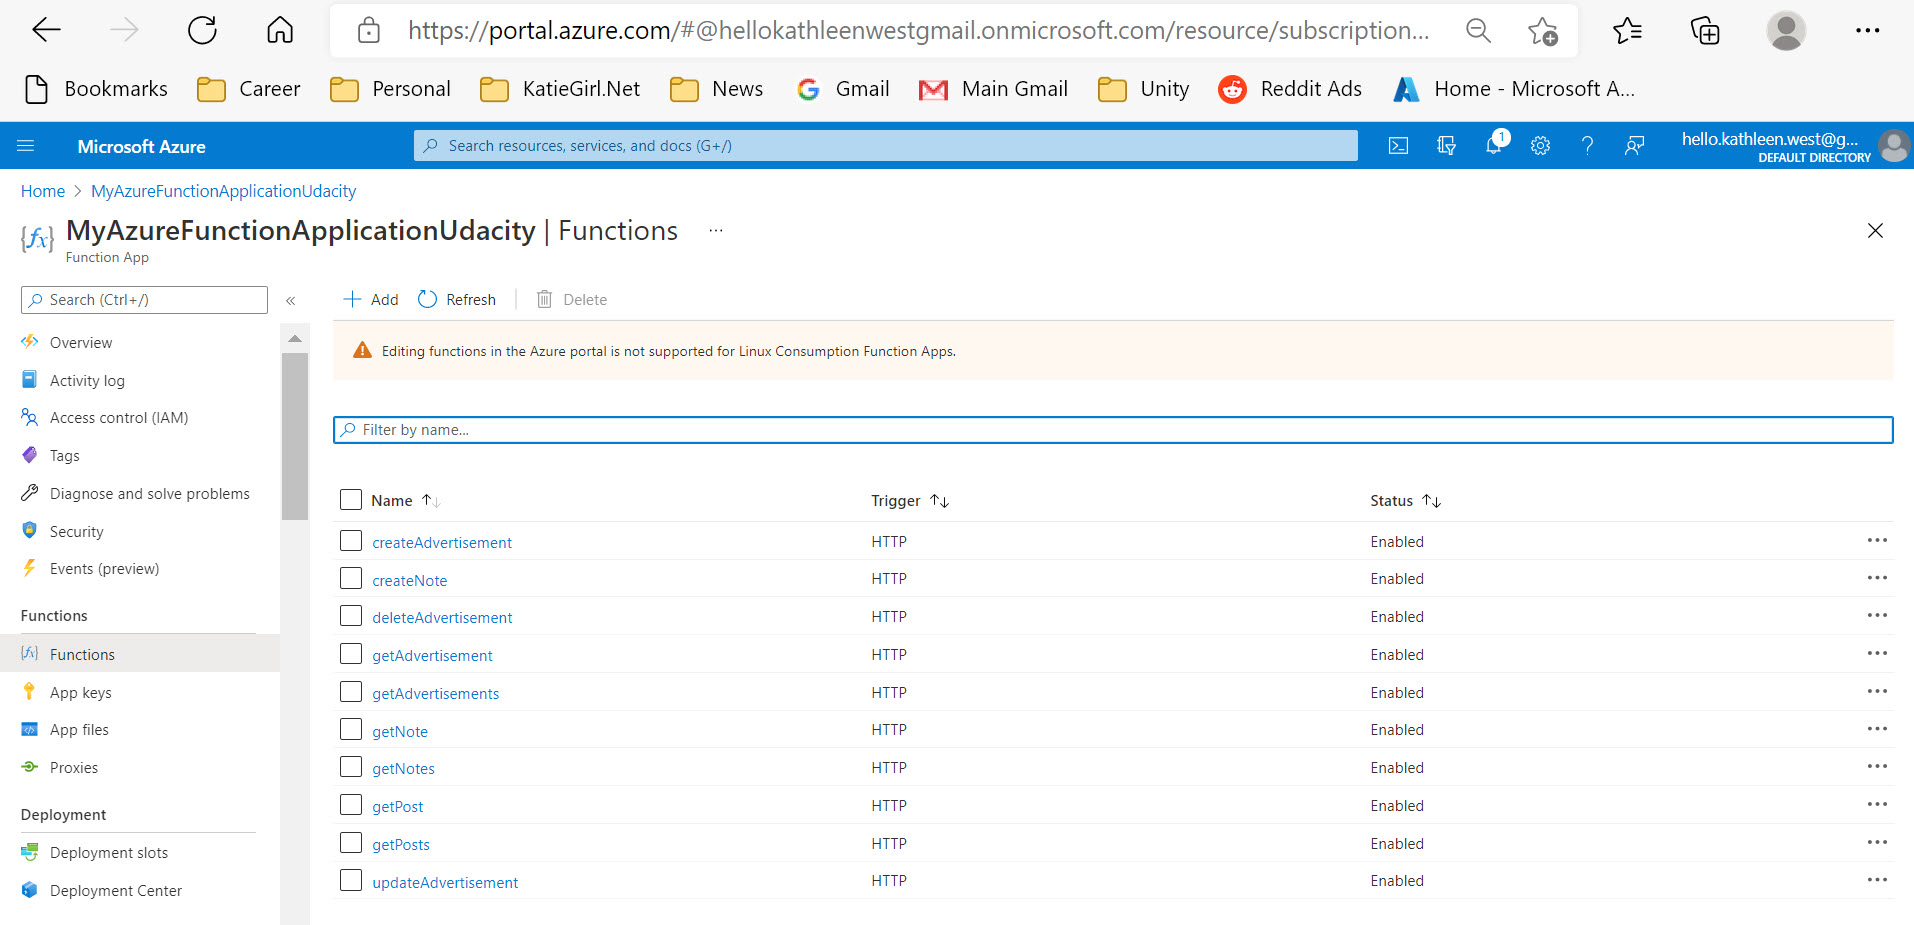 https://portal.azure.com/#@hellokathleenwestgmail.onmicrosoft.com/resource/subscription...
Bookmarks Career Personal KatieGirl.Net News Gmail Main Gmail Unity Reddit Ads Home - Microsoft A...
Microsoft Azure Search resources, services, and docs (G+/) 1 hello.kathleen.west@g...
DEFAULT DIRECTORY
Home > MyAzureFunctionApplicationUdacity
{fx} MyAzureFunctionApplicationUdacity | Functions ...
Function App
Search (Ctrl+/) « Add Refresh Delete
Overview
Editing functions in the Azure portal is not supported for Linux Consumption Function Apps.
Activity log
Access control (IAM)
Filter by name...
Tags
Diagnose and solve problems
Name Trigger Status
Security
createAdvertisement HTTP Enabled
Events (preview)
createNote HTTP Enabled
Functions
deleteAdvertisement HTTP Enabled
Functions
getAdvertisement HTTP Enabled
App keys
getAdvertisements HTTP Enabled
App files
getNote HTTP Enabled
Proxies
getNotes HTTP Enabled
getPost HTTP Enabled
Deployment
getPosts HTTP Enabled
Deployment slots
updateAdvertisement HTTP Enabled
Deployment Center